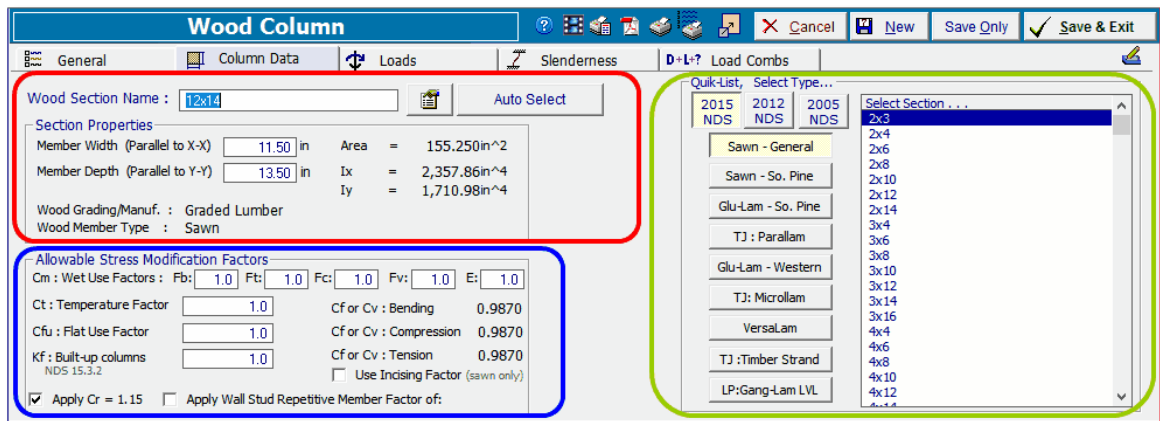 Wood Column
? Cancel New Save Only Save & Exit
General Column Data Loads Slenderness D+L+? Load Combs
Wood Section Name : 12x14 Auto Select
Section Properties
Member Width (Parallel to X-X) 11.50 in Area = 155.250in^2
Member Depth (Parallel to Y-Y) 13.50 in Ix = 2,357.86in^4
Iy = 1,710.98in^4
Wood Grading/Manuf. : Graded Lumber
Wood Member Type : Sawn
Allowable Stress Modification Factors
Cm : Wet Use Factors : Fb: 1.0 Ft: 1.0 Fc: 1.0 Fv: 1.0 E: 1.0
Ct : Temperature Factor 1.0 Cf or Cv : Bending 0.9870
Cfu : Flat Use Factor 1.0 Cf or Cv : Compression 0.9870
Kf : Built-up columns 1.0 Cf or Cv : Tension 0.9870
NDS 15.3.2
Use Incising Factor (sawn only)
Apply Cr = 1.15 Apply Wall Stud Repetitive Member Factor of:
Quik-List, Select Type...
2015 NDS
2012 NDS
2005 NDS
Sawn - General
Sawn - So. Pine
Glu-Lam - So. Pine
TJ : Parallam
Glu-Lam - Western
TJ: Microllam
VersaLam
TJ :Timber Strand
LP:Gang-Lam LVL
Select Section . . .
2x3
2x4
2x6
2x8
2x10
2x12
2x14
3x4
3x6
3x8
3x10
3x12
3x14
3x16
4x4
4x6
4x8
4x10
4x12
4x14